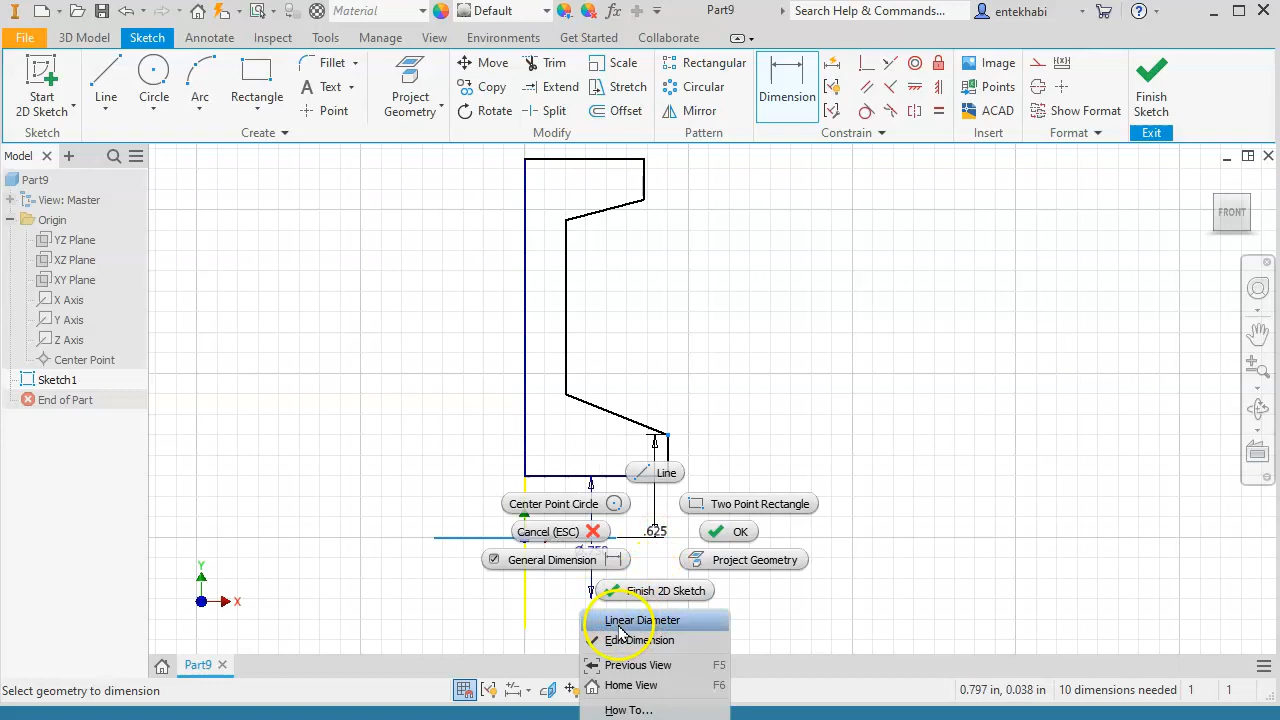 Material
Default
Part9
Search Help & Commands...
entekhabi
File
3D Model
Sketch
Annotate
Inspect
Tools
Manage
View
Environments
Get Started
Collaborate
Start
2D Sketch
Line
Circle
Arc
Rectangle
Fillet
Text
Point
Project
Geometry
Move
Copy
Rotate
Trim
Extend
Split
Scale
Stretch
Offset
Rectangular
Circular
Mirror
Dimension
Image
Points
ACAD
Show Format
Finish
Sketch
Sketch
Create
Modify
Pattern
Constrain
Insert
Format
Exit
Model
Part9
View: Master
Origin
YZ Plane
XZ Plane
XY Plane
X Axis
Y Axis
Z Axis
Center Point
Sketch1
End of Part
FRONT
Line
Center Point Circle
Two Point Rectangle
Cancel (ESC)
.625
OK
General Dimension
Project Geometry
Finish 2D Sketch
Linear Diameter
Edit Dimension
Previous View F5
Home View F6
How To...
Y
X
Part9
Select geometry to dimension
0.797 in, 0.038 in
10 dimensions needed
1
1